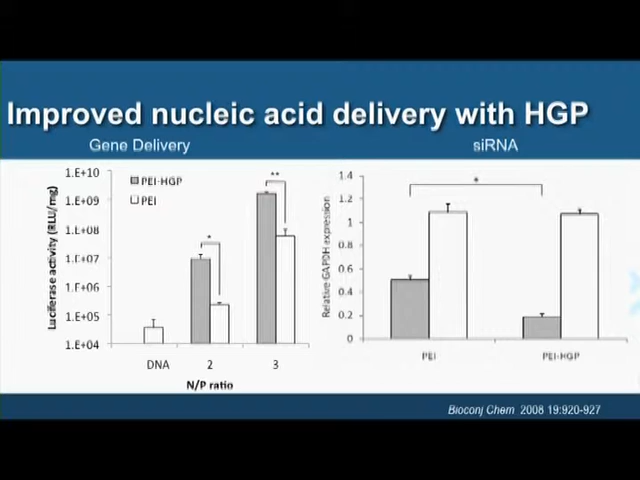 Improved nucleic acid delivery with HGP
Gene Delivery
siRNA
1.E+10
1.E+09
1.E+08
1.E+07
1.E+06
1.E+05
1.E+04
Luciferase activity (RLU/mg)
PEI-HGP
PEI
*
**
DNA 2 3
N/P ratio
1.4
1.2
1
0.8
0.6
0.4
0.2
0
Relative GAPDH expression
*
PEI PEI-HGP
Bioconj Chem 2008 19:920-927